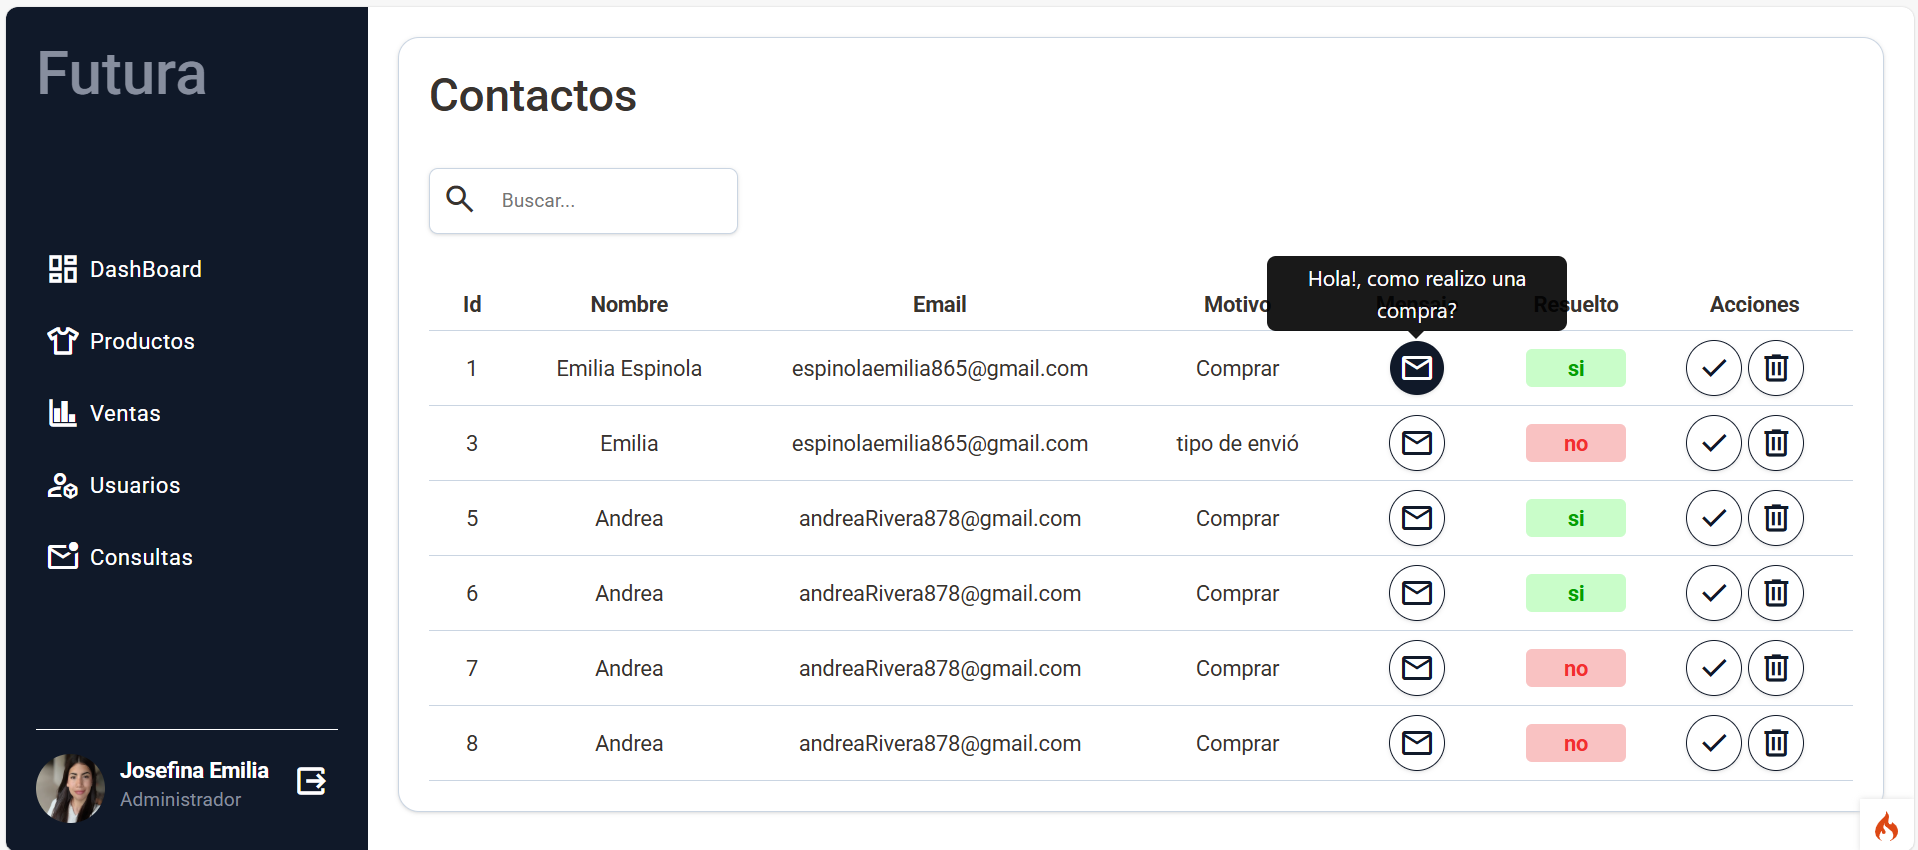 Futura
DashBoard
Productos
Ventas
Usuarios
Consultas
Josefina Emilia
Administrador
Contactos
Buscar...
Hola!, como realizo una
compra?
Id Nombre Email Motivo Mensaje Resuelto Acciones
1 Emilia Espinola espinolaemilia865@gmail.com Comprar si
3 Emilia espinolaemilia865@gmail.com tipo de envió no
5 Andrea andreaRivera878@gmail.com Comprar si
6 Andrea andreaRivera878@gmail.com Comprar si
7 Andrea andreaRivera878@gmail.com Comprar no
8 Andrea andreaRivera878@gmail.com Comprar no